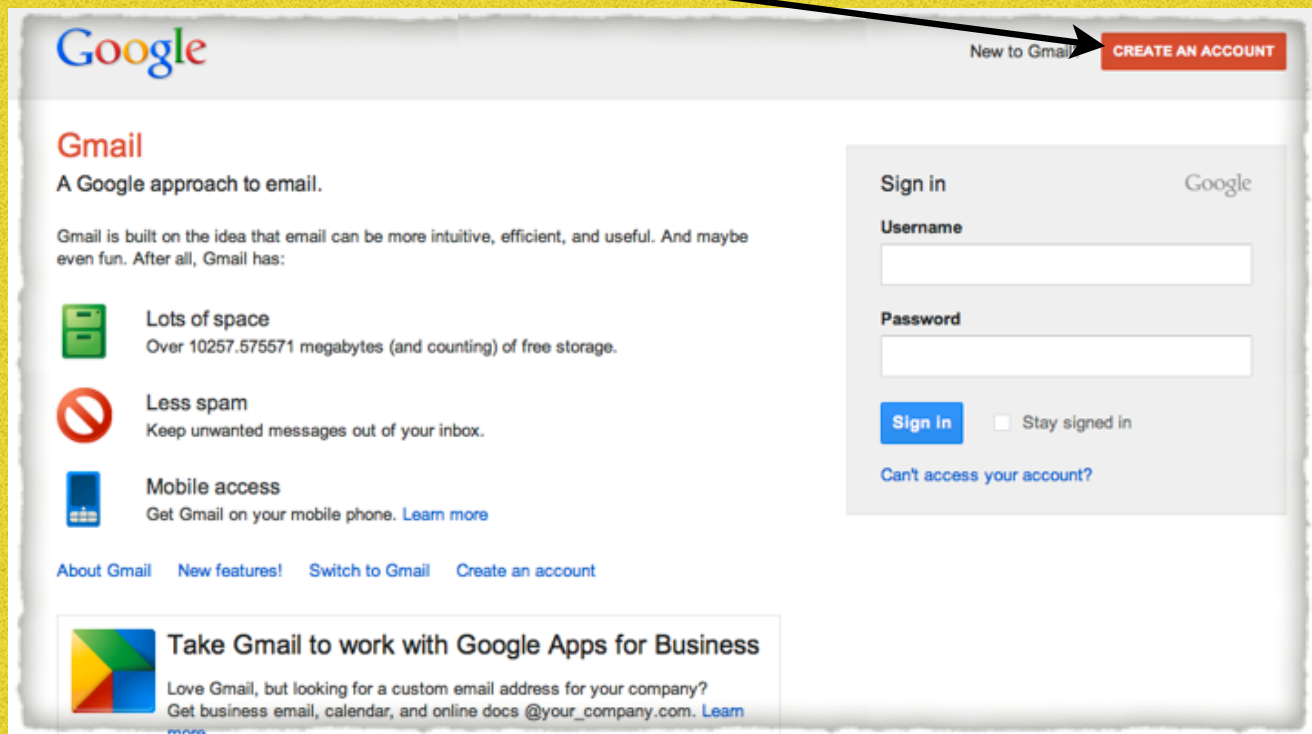 Google
New to Gmail?
CREATE AN ACCOUNT
Gmail
A Google approach to email.
Gmail is built on the idea that email can be more intuitive, efficient, and useful. And maybe
even fun. After all, Gmail has:
Lots of space
Over 10257.575571 megabytes (and counting) of free storage.
Less spam
Keep unwanted messages out of your inbox.
Mobile access
Get Gmail on your mobile phone. Learn more
About Gmail New features! Switch to Gmail Create an account
Take Gmail to work with Google Apps for Business
Love Gmail, but looking for a custom email address for your company?
Get business email, calendar, and online docs @your_company.com. Learn
more
Sign in Google
Username
Password
Sign in Stay signed in
Can't access your account?